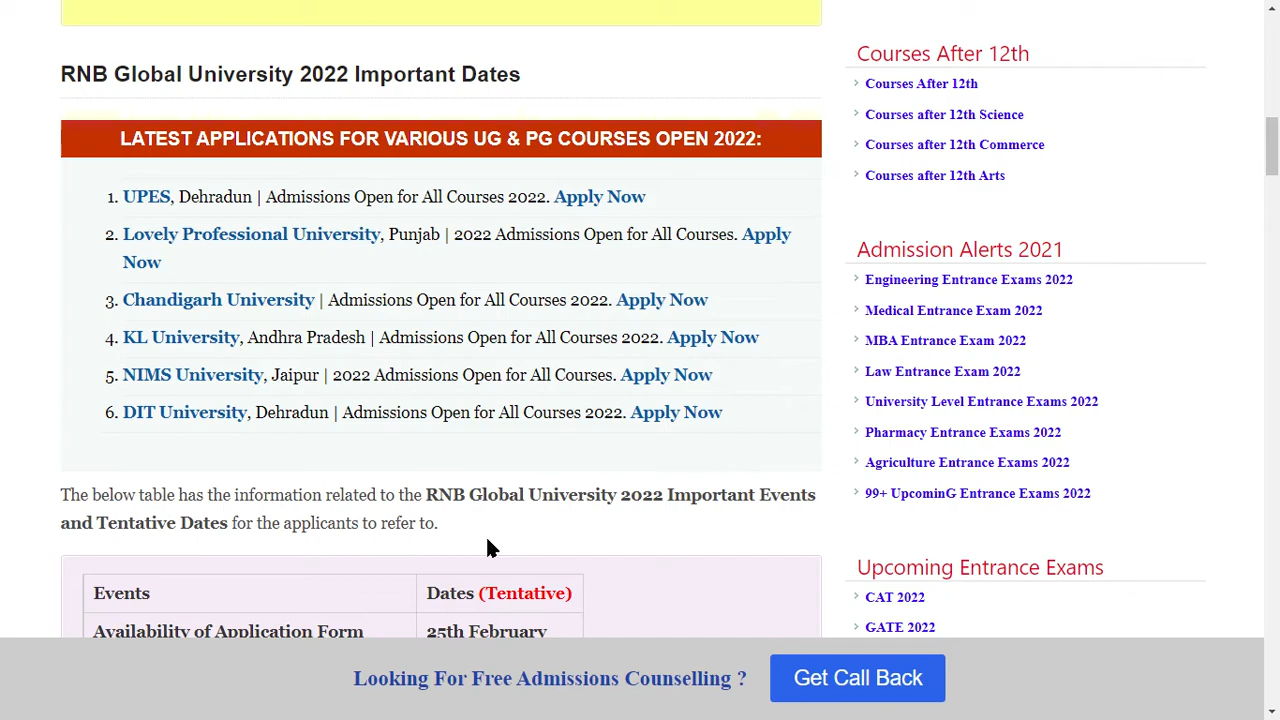 RNB Global University 2022 Important Dates
LATEST APPLICATIONS FOR VARIOUS UG & PG COURSES OPEN 2022:
1. UPES, Dehradun | Admissions Open for All Courses 2022. Apply Now
2. Lovely Professional University, Punjab | 2022 Admissions Open for All Courses. Apply
Now
3. Chandigarh University | Admissions Open for All Courses 2022. Apply Now
4. KL University, Andhra Pradesh | Admissions Open for All Courses 2022. Apply Now
5. NIMS University, Jaipur | 2022 Admissions Open for All Courses. Apply Now
6. DIT University, Dehradun | Admissions Open for All Courses 2022. Apply Now
The below table has the information related to the RNB Global University 2022 Important Events
and Tentative Dates for the applicants to refer to.
Events Dates (Tentative)
Availability of Application Form 25th February
Courses After 12th
Courses After 12th
Courses after 12th Science
Courses after 12th Commerce
Courses after 12th Arts
Admission Alerts 2021
Engineering Entrance Exams 2022
Medical Entrance Exam 2022
MBA Entrance Exam 2022
Law Entrance Exam 2022
University Level Entrance Exams 2022
Pharmacy Entrance Exams 2022
Agriculture Entrance Exams 2022
99+ UpcominG Entrance Exams 2022
Upcoming Entrance Exams
CAT 2022
GATE 2022
Looking For Free Admissions Counselling ? Get Call Back